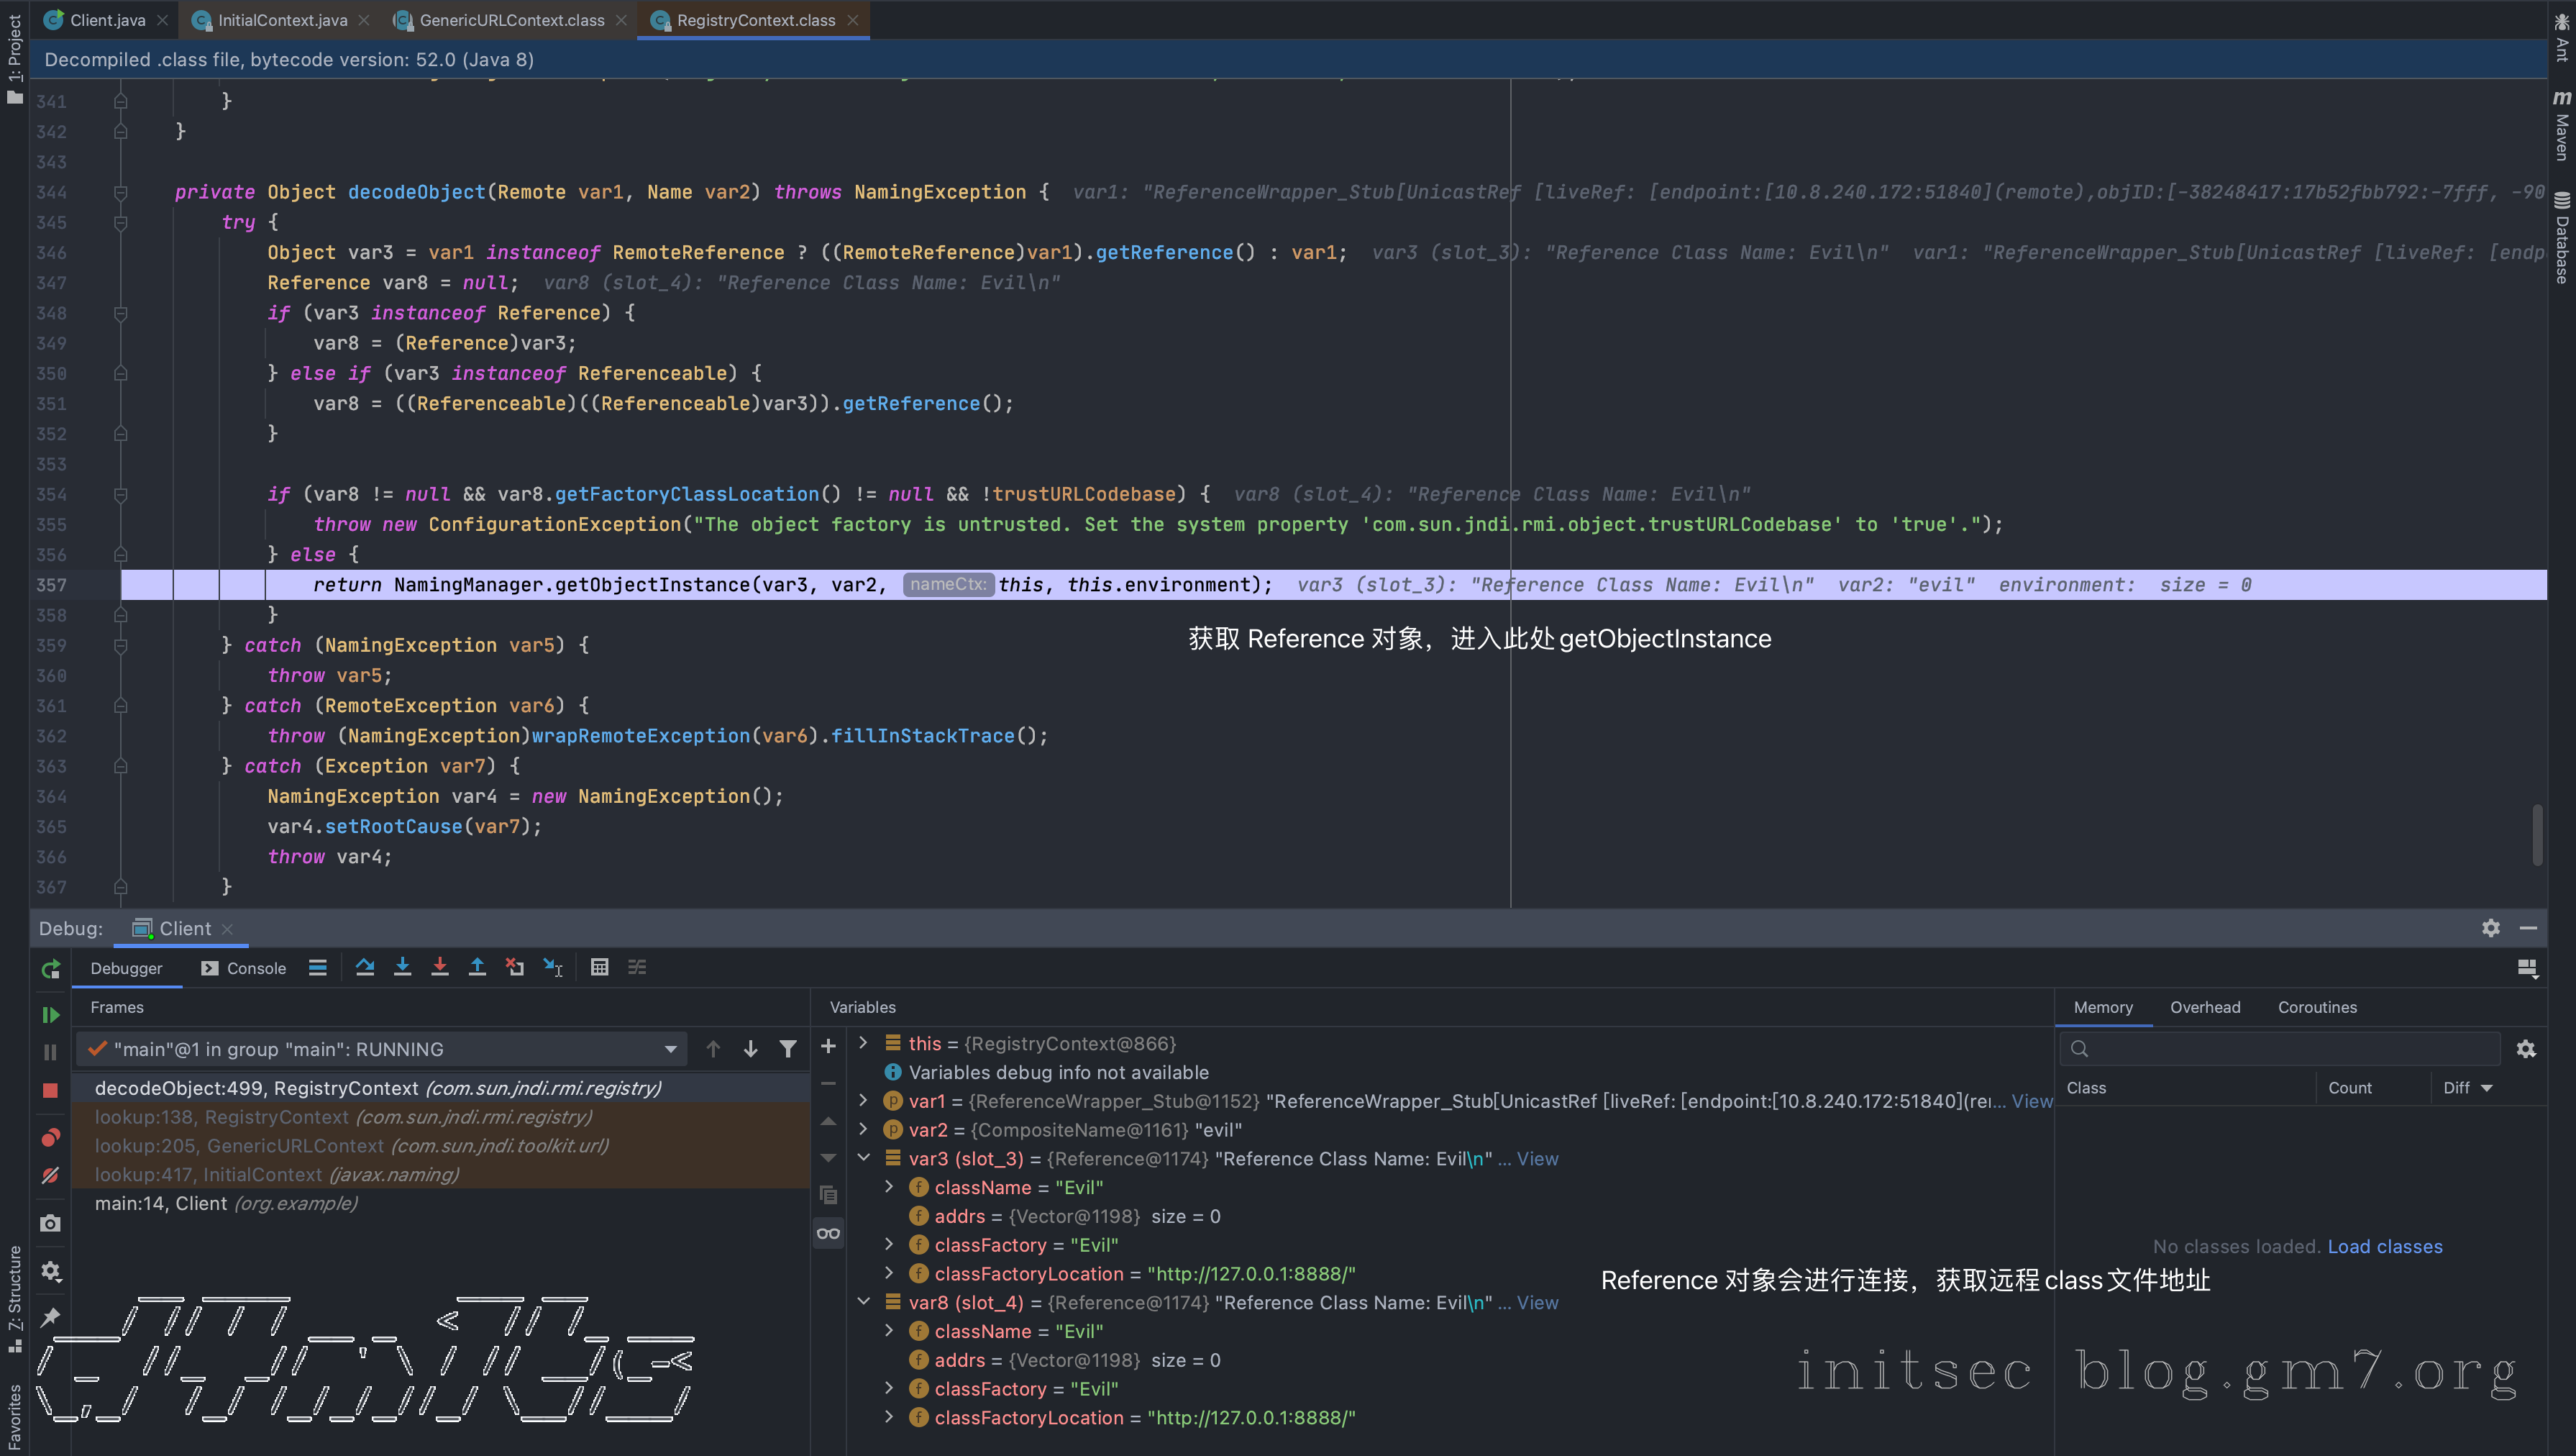 Client.java
InitialContext.java
GenericURLContext.class
RegistryContext.class
Decompiled .class file, bytecode version: 52.0 (Java 8)
1: Project
341 }
342 }
343
344 private Object decodeObject(Remote var1, Name var2) throws NamingException { var1: "ReferenceWrapper_Stub[UnicastRef [liveRef: [endpoint:[10.8.240.172:51840](remote),objID:[-38248417:17b52fbb792:-7fff, -90
345 try {
346 Object var3 = var1 instanceof RemoteReference ? ((RemoteReference)var1).getReference() : var1; var3 (slot_3): "Reference Class Name: Evil\n" var1: "ReferenceWrapper_Stub[UnicastRef [liveRef: [endp
347 Reference var8 = null; var8 (slot_4): "Reference Class Name: Evil\n"
348 if (var3 instanceof Reference) {
349 var8 = (Reference)var3;
350 } else if (var3 instanceof Referenceable) {
351 var8 = ((Referenceable)((Referenceable)var3)).getReference();
352 }
353
354 if (var8 != null && var8.getFactoryClassLocation() != null && !trustURLCodebase) { var8 (slot_4): "Reference Class Name: Evil\n"
355 throw new ConfigurationException("The object factory is untrusted. Set the system property 'com.sun.jndi.rmi.object.trustURLCodebase' to 'true'.");
356 } else {
357 return NamingManager.getObjectInstance(var3, var2, nameCtx: this, this.environment); var3 (slot_3): "Reference Class Name: Evil\n" var2: "evil" environment: size = 0
358 }
获取 Reference 对象，进入此处 getObjectInstance
359 } catch (NamingException var5) {
360 throw var5;
361 } catch (RemoteException var6) {
362 throw (NamingException)wrapRemoteException(var6).fillInStackTrace();
363 } catch (Exception var7) {
364 NamingException var4 = new NamingException();
365 var4.setRootCause(var7);
366 throw var4;
367 }
Ant
Maven
Database
Debug:
Client
Debugger
Console
Frames
"main"@1 in group "main": RUNNING
decodeObject:499, RegistryContext (com.sun.jndi.rmi.registry)
lookup:138, RegistryContext (com.sun.jndi.rmi.registry)
lookup:205, GenericURLContext (com.sun.jndi.toolkit.url)
lookup:417, InitialContext (javax.naming)
main:14, Client (org.example)
Variables
this = {RegistryContext@866}
Variables debug info not available
var1 = {ReferenceWrapper_Stub@1152} "ReferenceWrapper_Stub[UnicastRef [liveRef: [endpoint:[10.8.240.172:51840](re... View
var2 = {CompositeName@1161} "evil"
var3 (slot_3) = {Reference@1174} "Reference Class Name: Evil\n" ... View
className = "Evil"
addrs = {Vector@1198} size = 0
classFactory = "Evil"
classFactoryLocation = "http://127.0.0.1:8888/"
var8 (slot_4) = {Reference@1174} "Reference Class Name: Evil\n" ... View
className = "Evil"
addrs = {Vector@1198} size = 0
classFactory = "Evil"
classFactoryLocation = "http://127.0.0.1:8888/"
Reference 对象会进行连接，获取远程 class 文件地址
Memory
Overhead
Coroutines
Class
Count
Diff
No classes loaded. Load classes
Z: Structure
Favorites
initsec blog.gm7.org